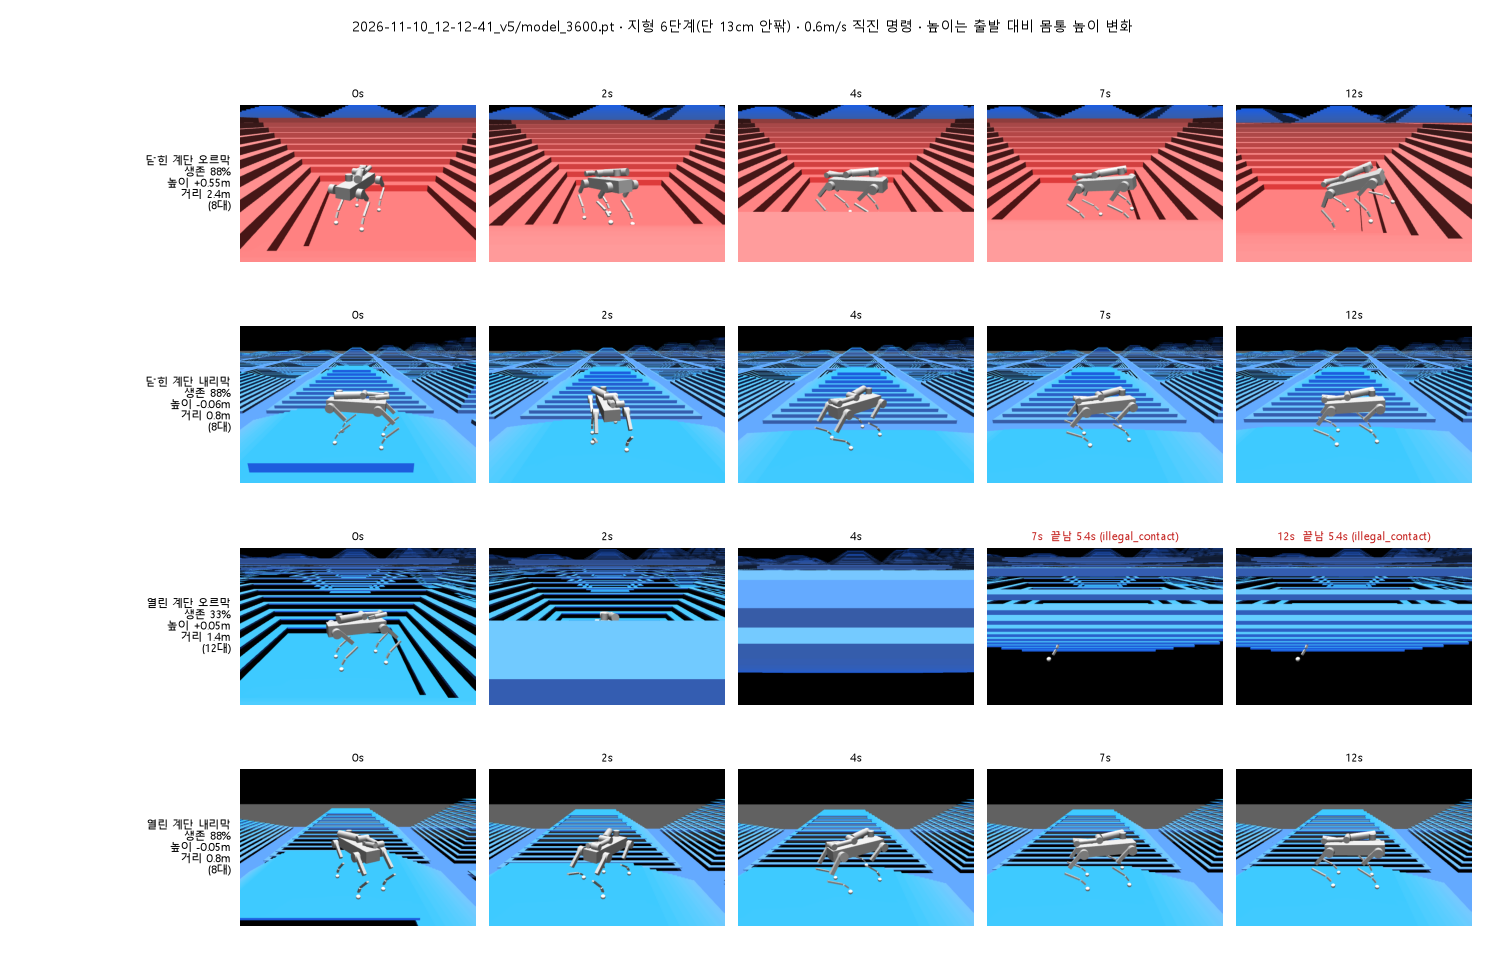 2026-11-10_12-12-41_v5/model_3600.pt · 지형 6단계(단 13cm 안팎) · 0.6m/s 직진 명령 · 높이는 출발 대비 몸통 높이 변화
0s
2s
4s
7s
12s
닫힌 계단 오르막
생존 88%
높이 +0.55m
거리 2.4m
(8대)
0s
2s
4s
7s
12s
닫힌 계단 내리막
생존 88%
높이 -0.06m
거리 0.8m
(8대)
0s
2s
4s
7s 끝남 5.4s (illegal_contact)
12s 끝남 5.4s (illegal_contact)
열린 계단 오르막
생존 33%
높이 +0.05m
거리 1.4m
(12대)
0s
2s
4s
7s
12s
열린 계단 내리막
생존 88%
높이 -0.05m
거리 0.8m
(8대)